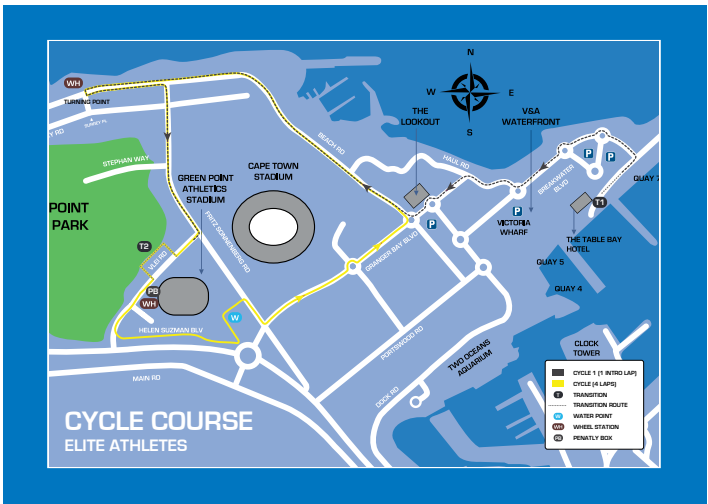 N
W
E
S
WH
TURNING POINT
SURREY PL
Y RD
STEPHAN WAY
POINT
PARK
GREEN POINT
ATHLETICS
STADIUM
CAPE TOWN
STADIUM
BEACH RD
THE
LOOKOUT
HAUL RD
V&A
WATERFRONT
BREAKWATER
BLVD
P
P
P
P
QUAY 7
T1
VICTORIA
WHARF
THE TABLE BAY
HOTEL
QUAY 5
QUAY 4
FRITZ SONNENBERG RD
GRANGER BAY BLVD
T2
VLEI RD
PB
WH
W
HELEN SUZMAN BLV
MAIN RD
PORTSWOOD RD
DOCK RD
TWO OCEANS
AQUARIUM
CLOCK
TOWER
CYCLE 1 (1 INTRO LAP)
CYCLE (4 LAPS)
T TRANSITION
TRANSITION ROUTE
W WATER POINT
WH WHEEL STATION
PB PENATLY BOX
CYCLE COURSE
ELITE ATHLETES